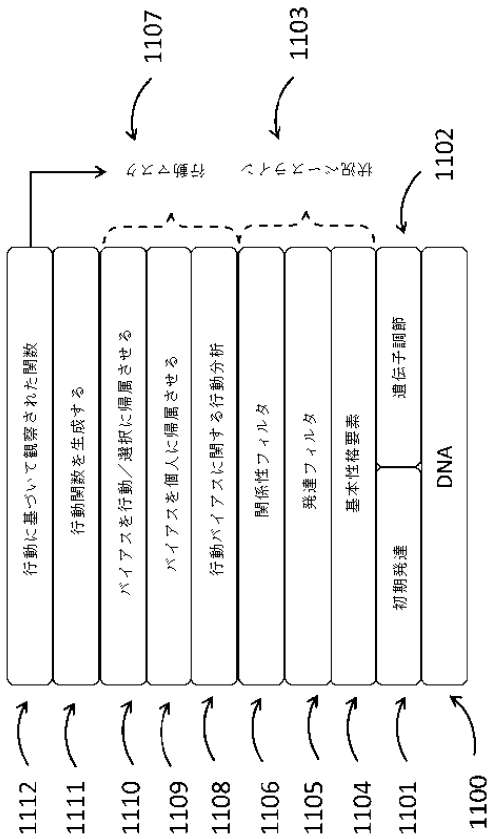 1112
行動に基づいて観察された関数
1111
行動関数を生成する
1110
バイアスを行動／選択に帰属させる
1109
バイアスを個人に帰属させる
1108
行動バイアスに関する行動分析
行動マスク
1107
1106
関係性フィルタ
1105
発達フィルタ
1104
基本性格要素
状況ベースライン
1103
1101
初期発達
遺伝子調節
1102
1100
DNA